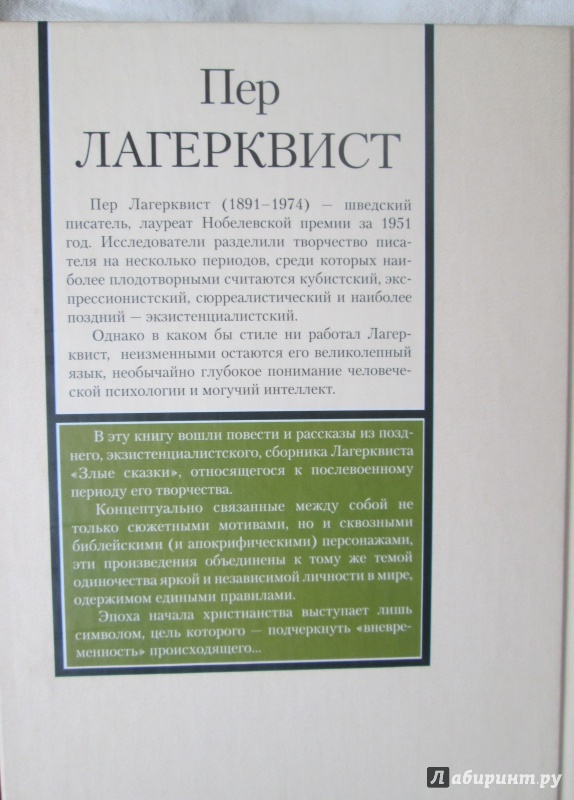 Пер
ЛАГЕРКВИСТ
Пер Лагерквист (1891–1974) — шведский
писатель, лауреат Нобелевской премии за 1951
год. Исследователи разделили творчество писа-
теля на несколько периодов, среди которых наи-
более плодотворными считаются кубистский, экс-
прессионистский, сюрреалистический и наиболее
поздний — экзистенциалистский.
Однако в каком бы стиле ни работал Лагер-
квист, неизменными остаются его великолепный
язык, необычайно глубокое понимание человече-
ской психологии и могучий интеллект.
В эту книгу вошли повести и рассказы из позд-
него, экзистенциалистского, сборника Лагерквиста
«Злые сказки», относящегося к послевоенному
периоду его творчества.
Концептуально связанные между собой не
только сюжетными мотивами, но и сквозными
библейскими (и апокрифическими) персонажами,
эти произведения объединены к тому же темой
одиночества яркой и независимой личности в мире,
одержимом едиными правилами.
Эпоха начала христианства выступает лишь
символом, цель которого — подчеркнуть «вневре-
менность» происходящего...
Лабиринт.ру